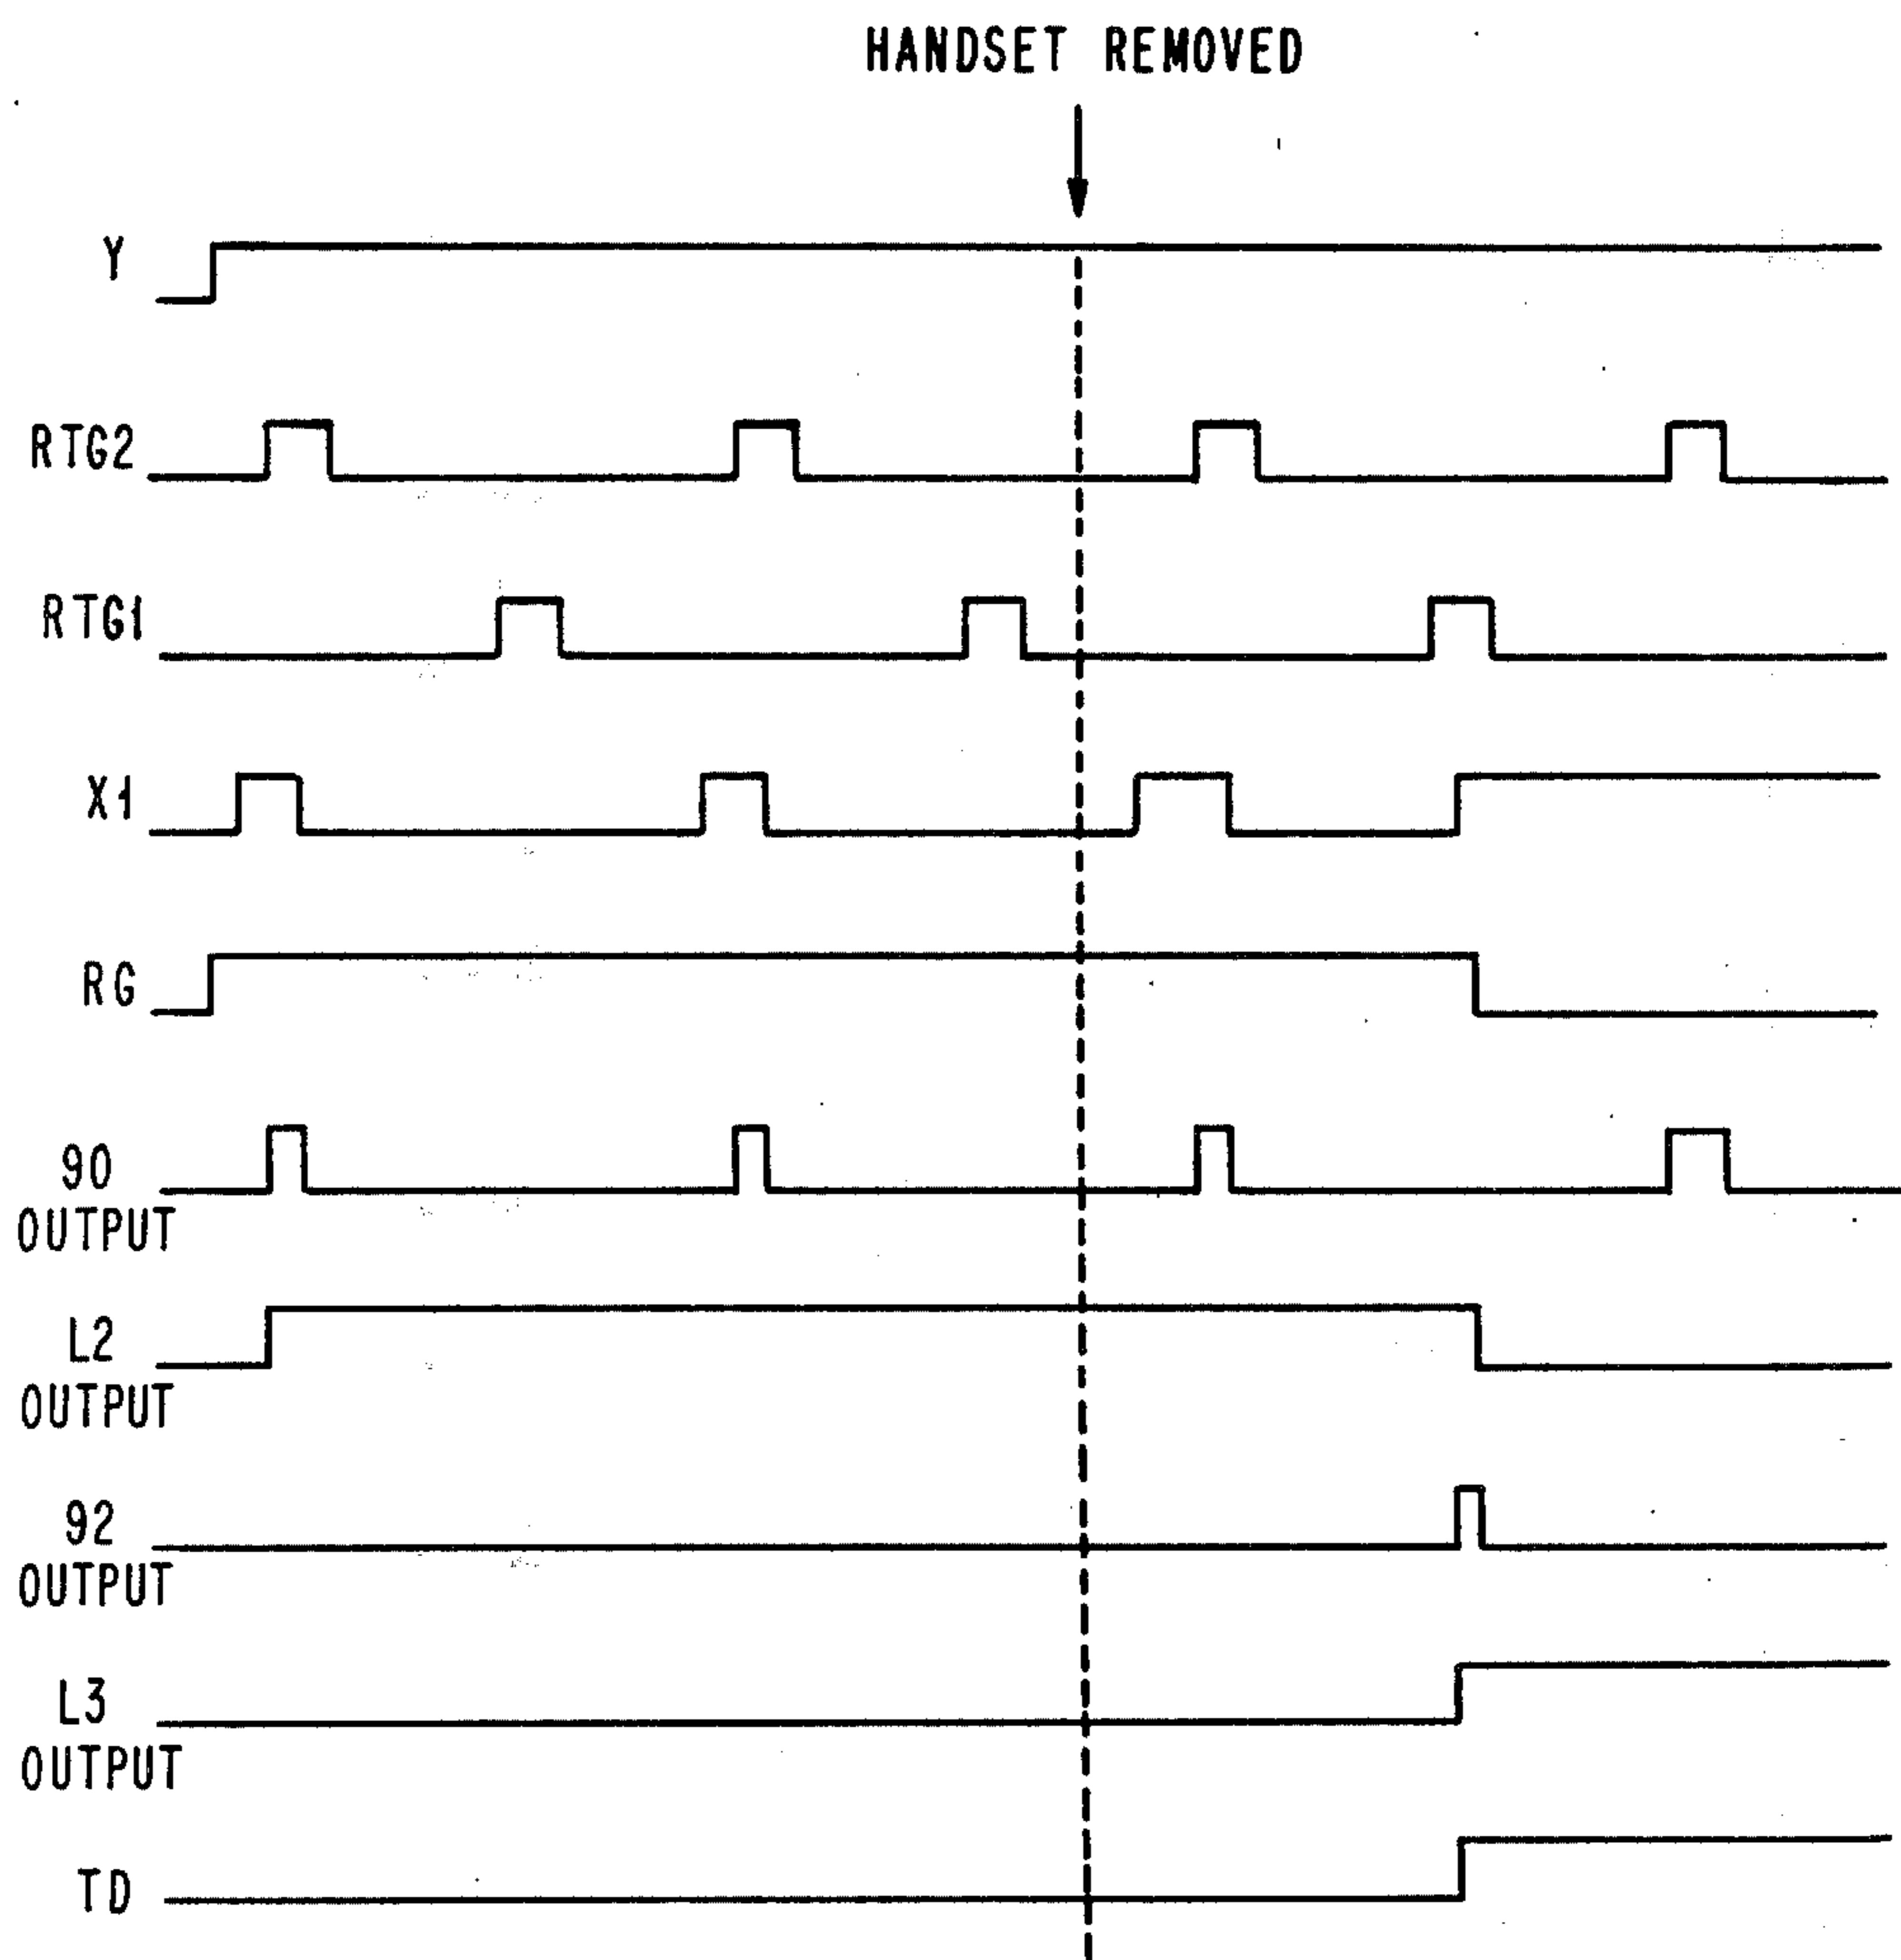 HANDSET REMOVED
Y
RTG2
RTG1
X1
RG
90
OUTPUT
L2
OUTPUT
92
OUTPUT
L3
OUTPUT
TD